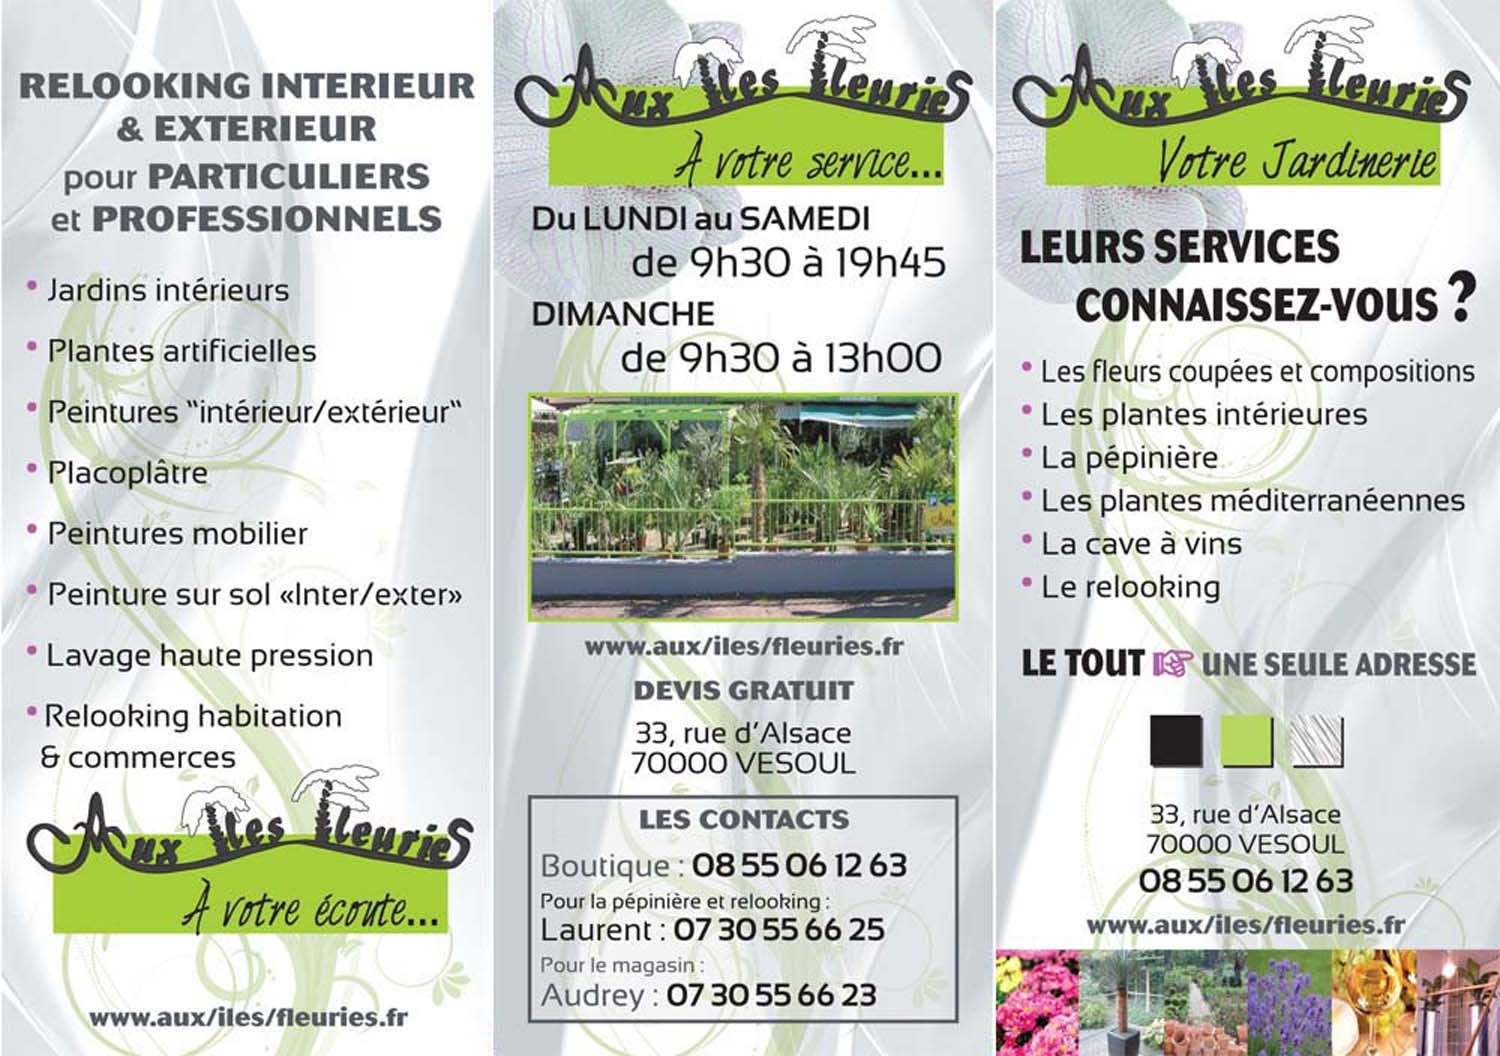 RELOOKING INTERIEUR
& EXTERIEUR
pour PARTICULIERS
et PROFESSIONNELS
• Jardins intérieurs
• Plantes artificielles
• Peintures "intérieur/extérieur"
• Placoplâtre
• Peintures mobilier
• Peinture sur sol «Inter/exter»
• Lavage haute pression
• Relooking habitation
& commerces
Aux Iles Fleuries
À votre écoute...
www.aux/iles/fleuries.fr
Aux Iles Fleuries
À votre service...
Du LUNDI au SAMEDI
de 9h30 à 19h45
DIMANCHE
de 9h30 à 13h00
www.aux/iles/fleuries.fr
DEVIS GRATUIT
33, rue d'Alsace
70000 VESOUL
LES CONTACTS
Boutique : 08 55 06 12 63
Pour la pépinière et relooking :
Laurent : 07 30 55 66 25
Pour le magasin :
Audrey : 07 30 55 66 23
Aux Iles Fleuries
Votre Jardinerie
LEURS SERVICES
CONNAISSEZ-VOUS ?
• Les fleurs coupées et compositions
• Les plantes intérieures
• La pépinière
• Les plantes méditerranéennes
• La cave à vins
• Le relooking
LE TOUT UNE SEULE ADRESSE
33, rue d'Alsace
70000 VESOUL
08 55 06 12 63
www.aux/iles/fleuries.fr